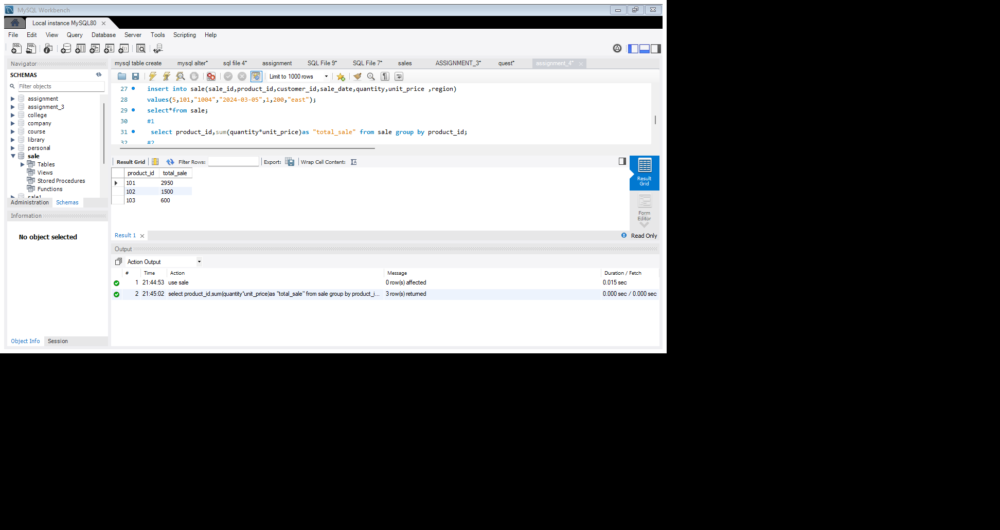 MySQL Workbench
Local instance MySQL80
File Edit View Query Database Server Tools Scripting Help
Navigator
SCHEMAS
Filter objects
assignment
assignment_3
college
company
course
library
personal
sale
Tables
Views
Stored Procedures
Functions
sale1
Administration Schemas
Information
No object selected
Object Info Session
mysql table create mysql alter* sql file 4* assignment SQL File 9* SQL File 7* sales ASSIGNMENT_3* quest* assignment_4*
Limit to 1000 rows
27 insert into sale(sale_id,product_id,customer_id,sale_date,quantity,unit_price ,region)
28 values(5,101,"1004","2024-03-05",1,200,"east");
29 select*from sale;
30 #1
31 select product_id,sum(quantity*unit_price)as "total_sale" from sale group by product_id;
32 #2
Result Grid Filter Rows: Export: Wrap Cell Content:
product_id total_sale
101 2950
102 1500
103 600
Result Grid
Form Editor
Result 1
Read Only
Output
Action Output
# Time Action Message Duration / Fetch
1 21:44:53 use sale 0 row(s) affected 0.015 sec
2 21:45:02 select product_id,sum(quantity*unit_price)as "total_sale" from sale group by product_i... 3 row(s) returned 0.000 sec / 0.000 sec